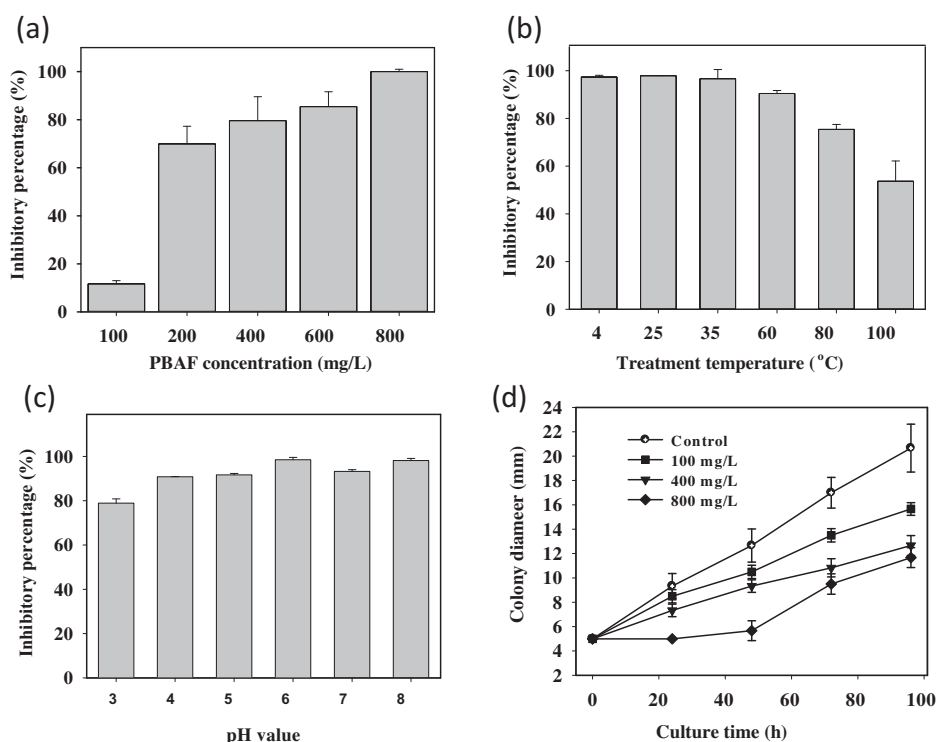 (a)
Inhibitory percentage (%)
100
80
60
40
20
0
100 200 400 600 800
PBAF concentration (mg/L)
(b)
Inhibitory percentage (%)
100
80
60
40
20
0
4 25 35 60 80 100
Treatment temperature (°C)
(c)
Inhibitory percentage (%)
100
80
60
40
20
0
3 4 5 6 7 8
pH value
(d)
Colony diameer (mm)
24
22
20
18
16
14
12
10
8
6
4
2
Control
100 mg/L
400 mg/L
800 mg/L
0 20 40 60 80 100
Culture time (h)